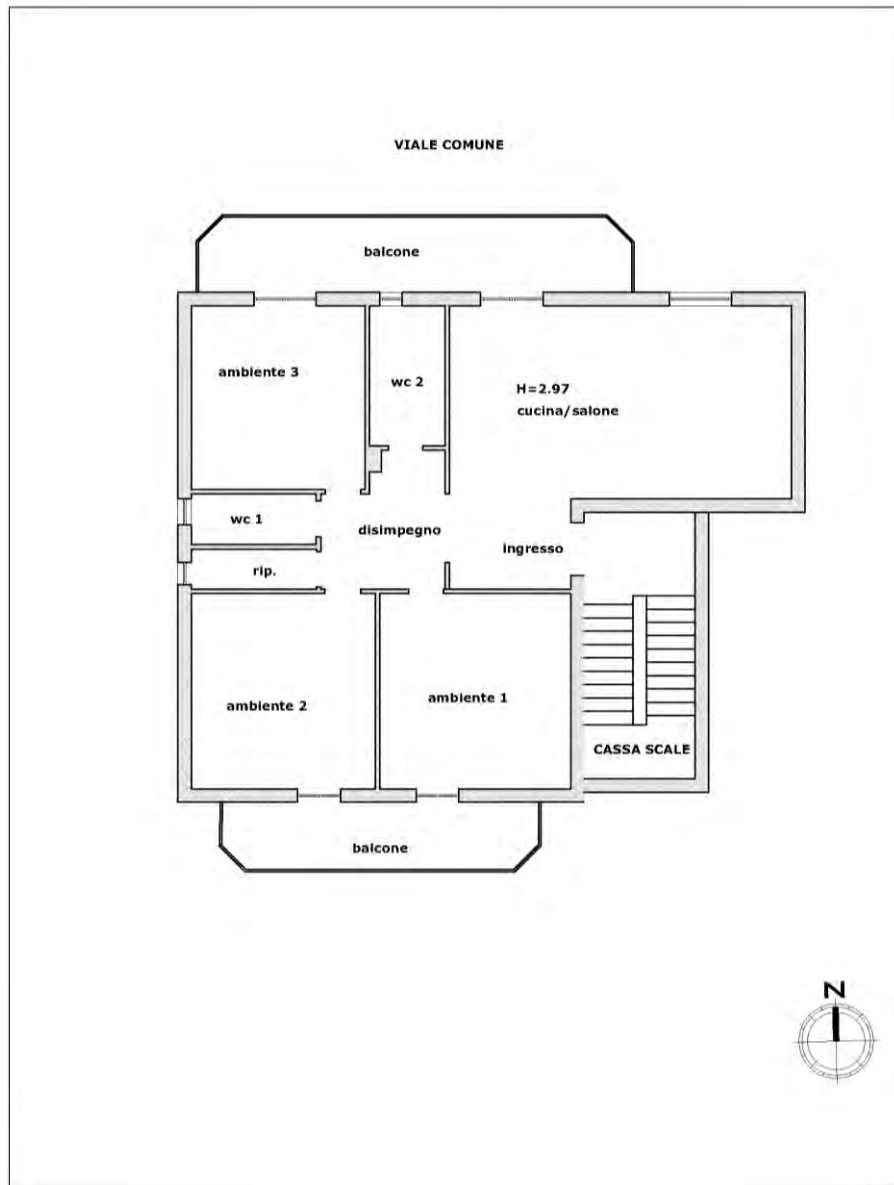 VIALE COMUNE
balcone
ambiente 3
wc 2
H=2.97
cucina/salone
wc 1
disimpegno
ingresso
rip.
ambiente 2
ambiente 1
CASSA SCALE
balcone
N